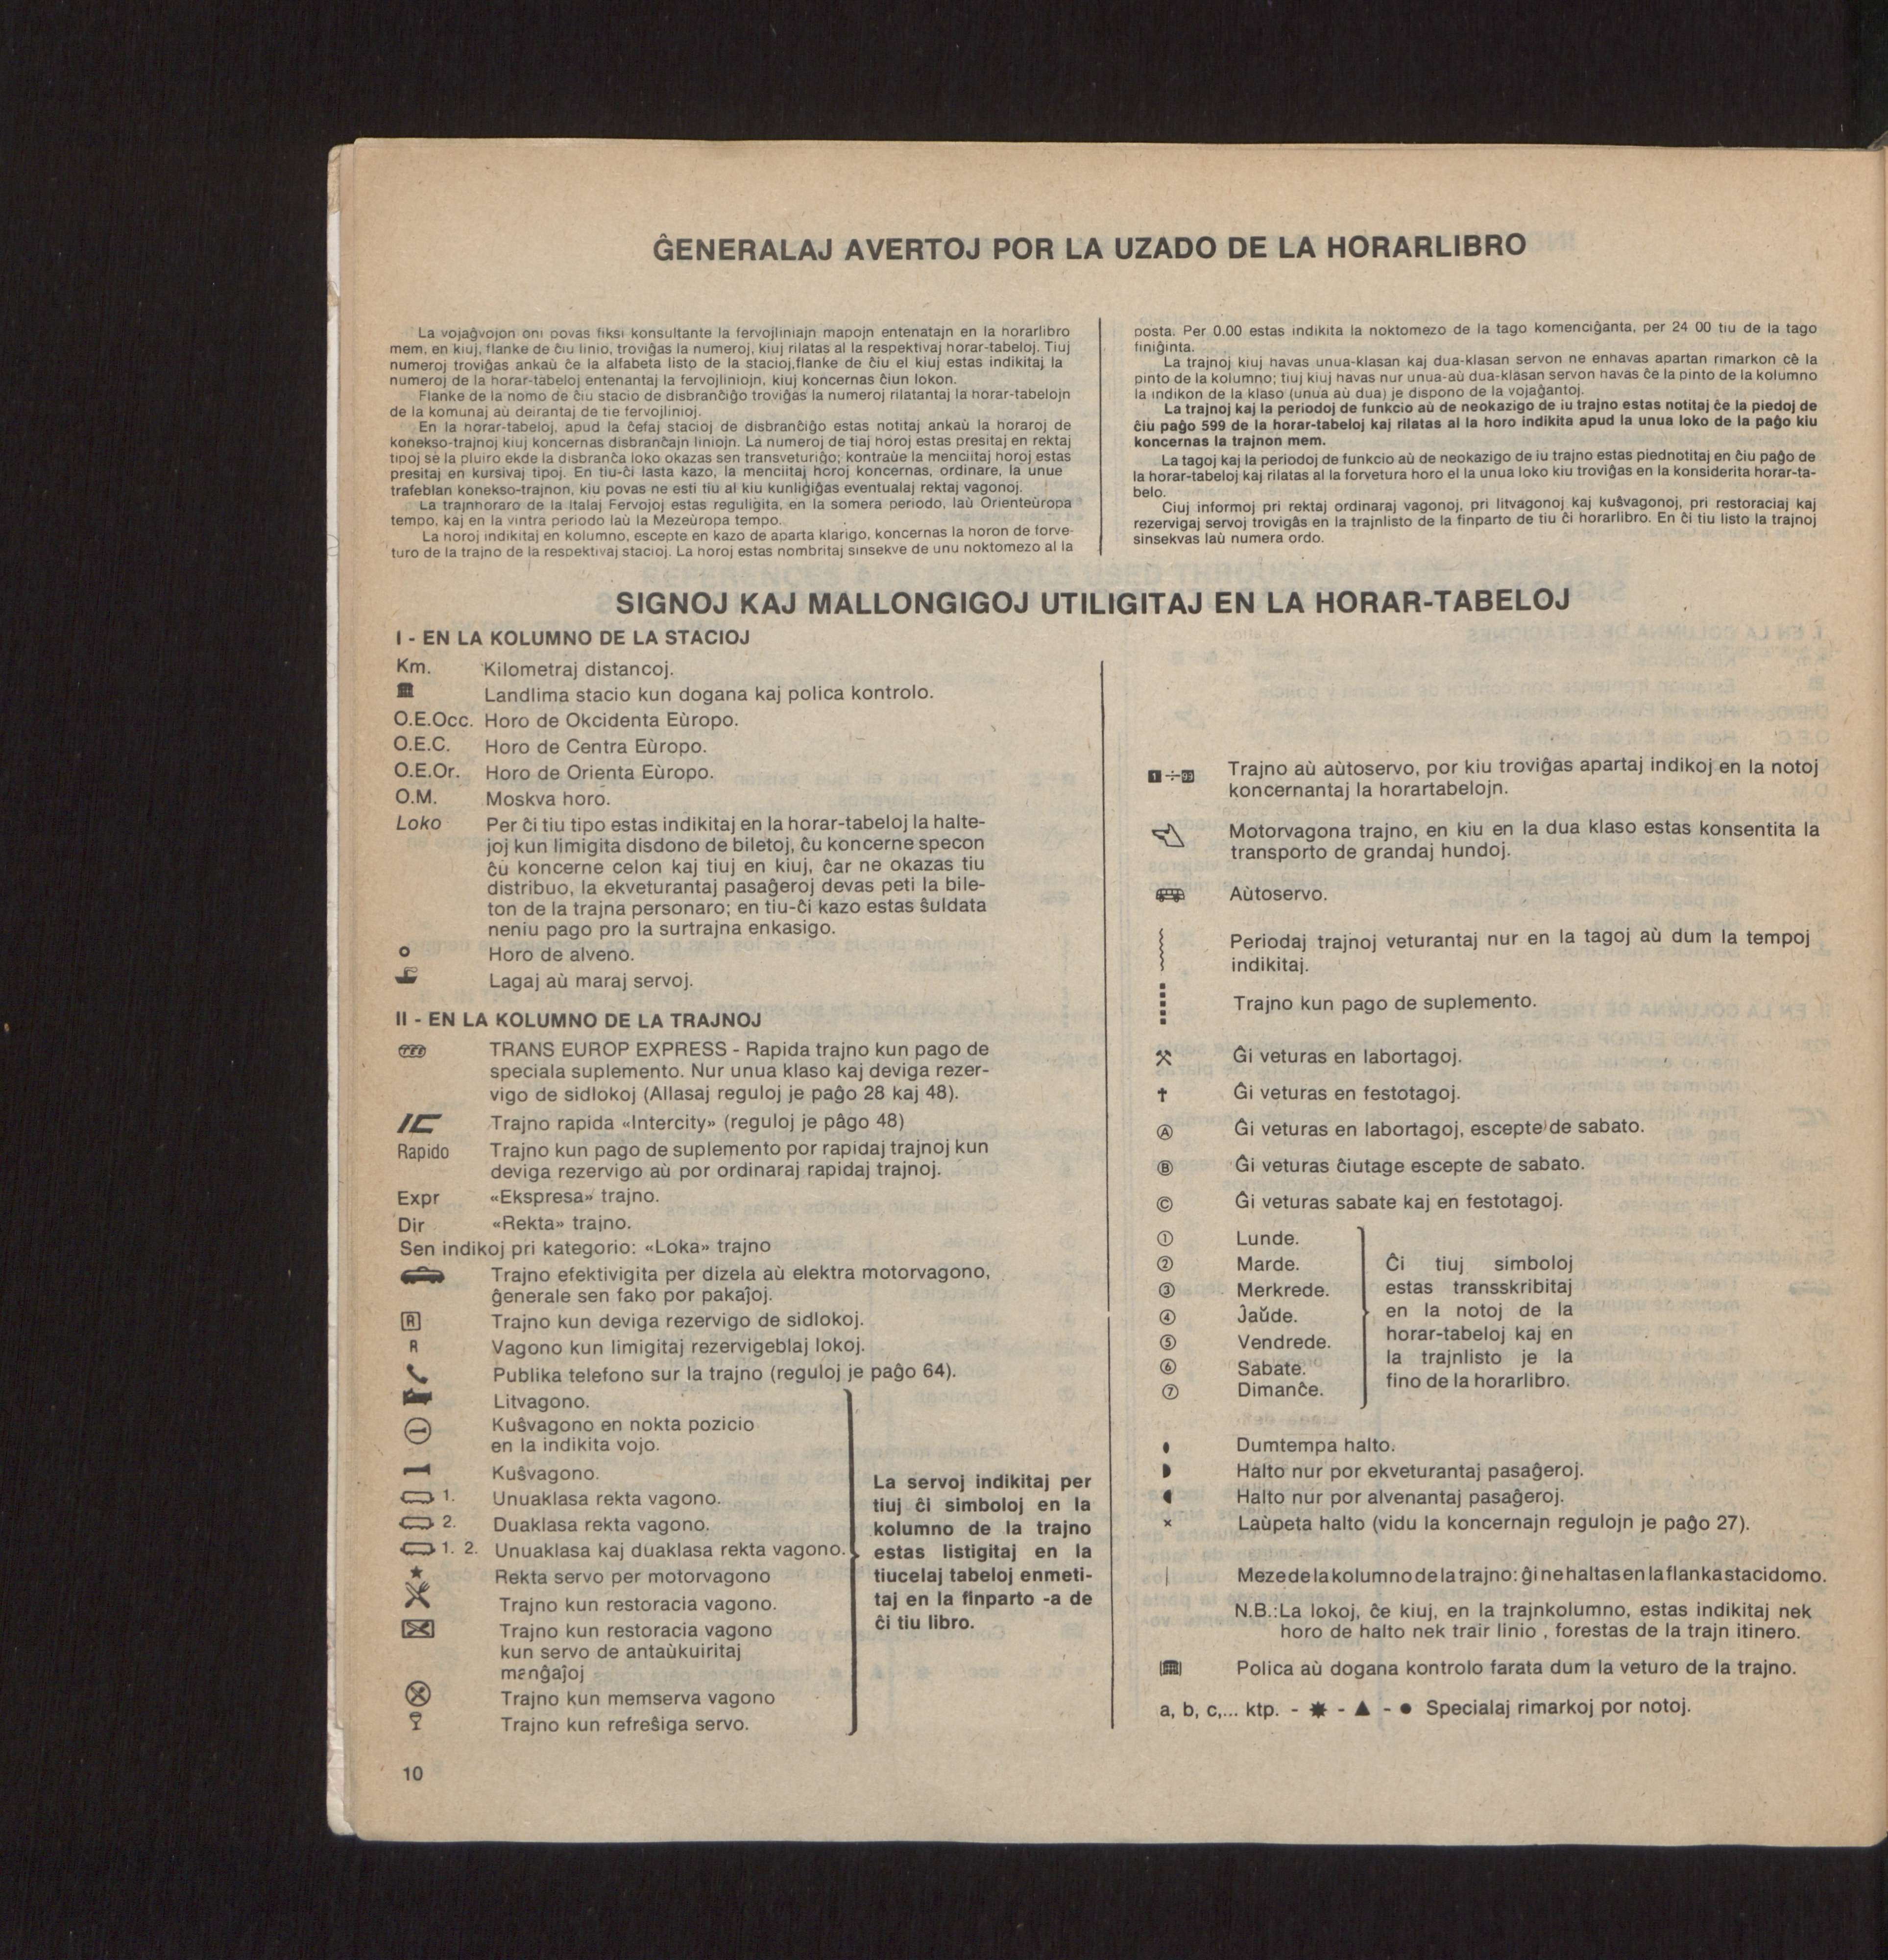 ĜENERALAJ AVERTOJ POR LA UZADO DE LA HORARLIBRO
La vojaĝvojon oni povas fiksi konsultante la fervojliniajn mapojn entenatajn en la horarlibro
mem, en kiuj, flanke de ĉiu linio, troviĝas la numeroj, kiuj rilatas al la respektivaj horar-tabeloj. Tiuj
numeroj troviĝas ankaù ĉe la alfabeta listo de la stacioj,flanke de ĉiu el kiuj estas indikitaj la
numeroj de la horar-tabeloj entenantaj la fervojliniojn, kiuj koncernas ĉiun lokon.
Flanke de la nomo de ĉiu stacio de disbranĉiĝo troviĝas la numeroj rilatantaj la horar-tabelojn
de la komunaj aù deirantaj de tie fervojlinioj.
En la horar-tabeloj, apud la ĉefaj stacioj de disbranĉiĝo estas notitaj ankaù la horaroj de
konekso-trajnoj kiuj koncernas disbranĉajn liniojn. La numeroj de tiaj horoj estas presitaj en rektaj
tipoj se la pluiro ekde la disbranĉa loko okazas sen transveturiĝo; kontraùe la menciitaj horoj estas
presitaj en kursivaj tipoj. En tiu-ĉi lasta kazo, la menciitaj horoj koncernas, ordinare, la unue
trafeblan konekso-trajnon, kiu povas ne esti tiu al kiu kunliĝiĝas eventualaj rektaj vagonoj.
La trajnhoraro de la Italaj Fervojoj estas reguligita, en la somera periodo, laù Orienteùropa
tempo, kaj en la vintra periodo laù la Mezeùropa tempo.
La horoj indikitaj en kolumno, escepte en kazo de aparta klarigo, koncernas la horon de forve-
turo de la trajno de la respektivaj stacioj. La horoj estas nombritaj sinsekve de unu noktomezo al la
posta. Per 0.00 estas indikita la noktomezo de la tago komenciĝanta, per 24 00 tiu de la tago
finiĝinta.
La trajnoj kiuj havas unua-klasan kaj dua-klasan servon ne enhavas apartan rimarkon cê la
pinto de la kolumno; tiuj kiuj havas nur unua-aù dua-klasan servon havas ĉe la pinto de la kolumno
la indikon de la klaso (unua aù dua) je dispono de la vojaĝantoj.
La trajnoj kaj la periodoj de funkcio aù de neokazigo de iu trajno estas notitaj ĉe la piedoj de
ĉiu paĝo 599 de la horar-tabeloj kaj rilatas al la horo indikita apud la unua loko de la paĝo kiu
koncernas la trajnon mem.
La tagoj kaj la periodoj de funkcio aù de neokazigo de iu trajno estas piednotitaj en ĉiu paĝo de
la horar-tabeloj kaj rilatas al la forvetura horo el la unua loko kiu troviĝas en la konsiderita horar-ta-
belo.
Ciuj informoj pri rektaj ordinaraj vagonoj, pri litvagonoj kaj kuŝvagonoj, pri restoraciaj kaj
rezervigaj servoj trovigâs en la trajnlisto de la finparto de tiu ĉi horarlibro. En ĉi tiu listo la trajnoj
sinsekvas laù numera ordo.
SIGNOJ KAJ MALLONGIGOJ UTILIGITAJ EN LA HORAR-TABELOJ
I - EN LA KOLUMNO DE LA STACIOJ
Km. Kilometraj distancoj.
Landlima stacio kun dogana kaj polica kontrolo.
O.E.Occ. Horo de Okcidenta Eùropo.
O.E.C. Horo de Centra Eùropo.
O.E.Or. Horo de Orienta Eùropo.
O.M. Moskva horo.
Loko Per ĉi tiu tipo estas indikitaj en la horar-tabeloj la halte-
joj kun limigita disdono de biletoj, ĉu koncerne specon
ĉù koncerne celon kaj tiuj en kiuj, ĉar ne okazas tiu
distribuo, la ekveturantaj pasaĝeroj devas peti la bile-
ton de la trajna personaro; en tiu-ĉi kazo estas ŝuldata
neniu pago pro la surtrajna enkasigo.
Horo de alveno.
Lagaj aù maraj servoj.
II - EN LA KOLUMNO DE LA TRAJNOJ
TRANS EUROP EXPRESS - Rapida trajno kun pago de
speciala suplemento. Nur unua klaso kaj deviga rezer-
vigo de sidlokoj (Allasaj reguloj je paĝo 28 kaj 48).
IC Trajno rapida «Intercity» (reguloj je pâgo 48)
Rapido Trajno kun pago de suplemento por rapidaj trajnoj kun
deviga rezervigo aù por ordinaraj rapidaj trajnoj.
Expr «Ekspresa» trajno.
Dir «Rekta» trajno.
Sen indikoj pri kategorio: «Loka» trajno
Trajno efektivigita per dizela aù elektra motorvagono,
ĝenerale sen fako por pakaĵoj.
R Trajno kun deviga rezervigo de sidlokoj.
R Vagono kun limigitaj rezervigeblaj lokoj.
Publika telefono sur la trajno (reguloj je paĝo 64).
Litvagono.
Kuŝvagono en nokta pozicio
en la indikita vojo.
Kuŝvagono.
1. Unuaklasa rekta vagono.
2. Duaklasa rekta vagono.
1. 2. Unuaklasa kaj duaklasa rekta vagono.
Rekta servo per motorvagono
Trajno kun restoracia vagono.
Trajno kun restoracia vagono
kun servo de antaùkuiritaj
manĝaĵoj
Trajno kun memserva vagono
Trajno kun refreŝiga servo.
La servoj indikitaj per
tiuj ĉi simboloj en la
kolumno de la trajno
estas listigitaj en la
tiucelaj tabeloj enmeti-
taj en la finparto -a de
ĉi tiu libro.
1 ÷ 99 Trajno aù aùtoservo, por kiu troviĝas apartaj indikoj en la notoj
koncernantaj la horartabelojn.
Motorvagona trajno, en kiu en la dua klaso estas konsentita la
transporto de grandaj hundoj.
Aùtoservo.
Periodaj trajnoj veturantaj nur en la tagoj aù dum la tempoj
indikitaj.
Trajno kun pago de suplemento.
⚒ Ĝi veturas en labortagoj.
✝ Ĝi veturas en festotagoj.
Ⓐ Ĝi veturas en labortagoj, escepte de sabato.
Ⓑ Ĝi veturas ĉiutage escepte de sabato.
Ⓒ Ĝi veturas sabate kaj en festotagoj.
① Lunde.
② Marde.
③ Merkrede.
④ Ĵaŭde.
⑤ Vendrede.
⑥ Sabate.
⑦ Dimanĉe.
Ĉi tiuj simboloj
estas transskribitaj
en la notoj de la
horar-tabeloj kaj en
la trajnlisto je la
fino de la horarlibro.
Dumtempa halto.
Halto nur por ekveturantaj pasaĝeroj.
Halto nur por alvenantaj pasaĝeroj.
× Laùpeta halto (vidu la koncernajn regulojn je paĝo 27).
| Meze de la kolumno de la trajno: ĝi ne haltas en la flanka stacidomo.
N.B.: La lokoj, ĉe kiuj, en la trajnkolumno, estas indikitaj nek
horo de halto nek trair linio , forestas de la trajn itinero.
Polica aù dogana kontrolo farata dum la veturo de la trajno.
a, b, c,... ktp. - ✸ - ▲ - ● Specialaj rimarkoj por notoj.
10